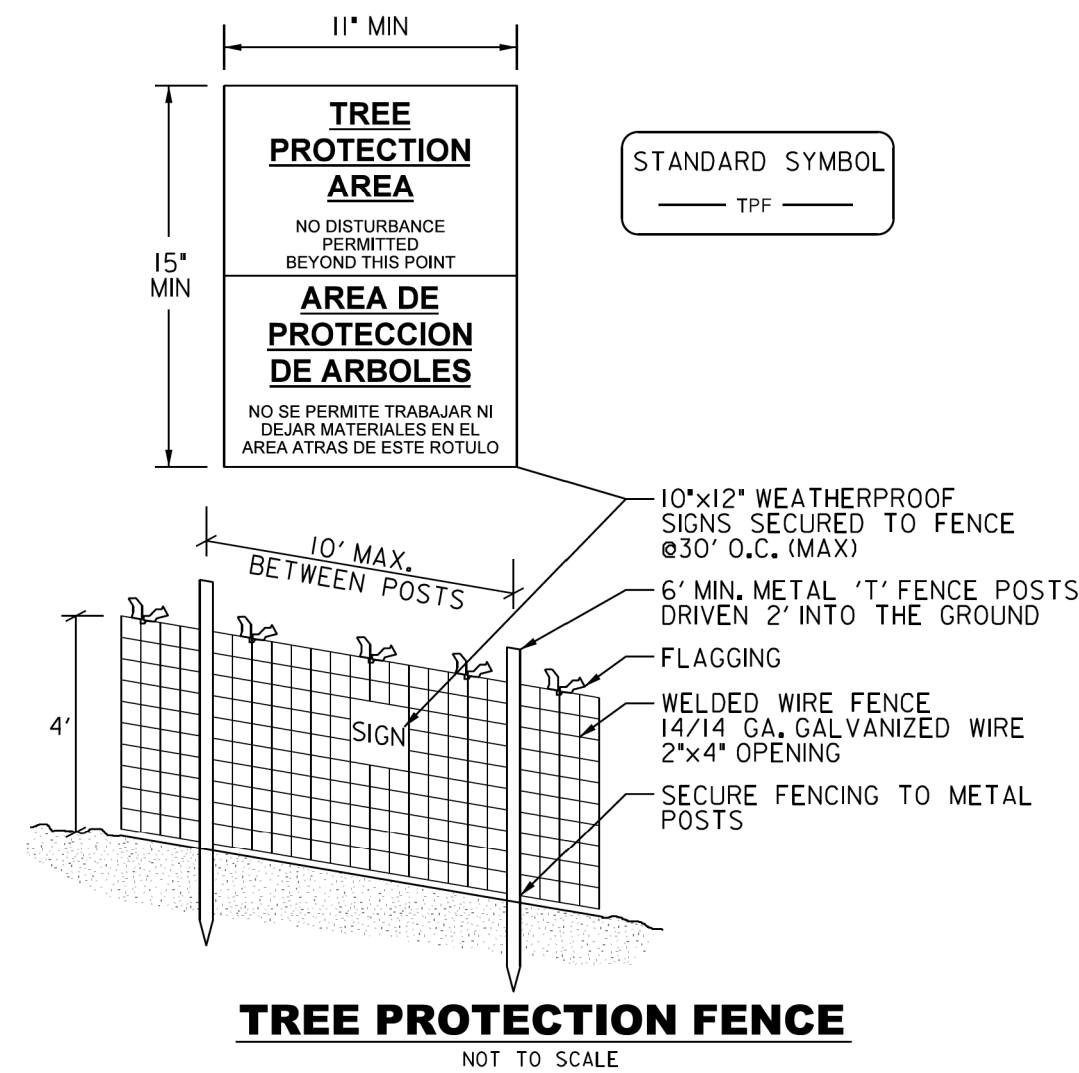 11" MIN
TREE
PROTECTION
AREA
NO DISTURBANCE
PERMITTED
BEYOND THIS POINT
AREA DE
PROTECCION
DE ARBOLES
NO SE PERMITE TRABAJAR NI
DEJAR MATERIALES EN EL
AREA ATRAS DE ESTE ROTULO
15"
MIN
STANDARD SYMBOL
TPF
10"x12" WEATHERPROOF
SIGNS SECURED TO FENCE
@30' O.C. (MAX)
10' MAX.
BETWEEN POSTS
6' MIN. METAL 'T' FENCE POSTS
DRIVEN 2' INTO THE GROUND
FLAGGING
WELDED WIRE FENCE
14/14 GA. GALVANIZED WIRE
2"x4" OPENING
SECURE FENCING TO METAL
POSTS
4'
SIGN
TREE PROTECTION FENCE
NOT TO SCALE